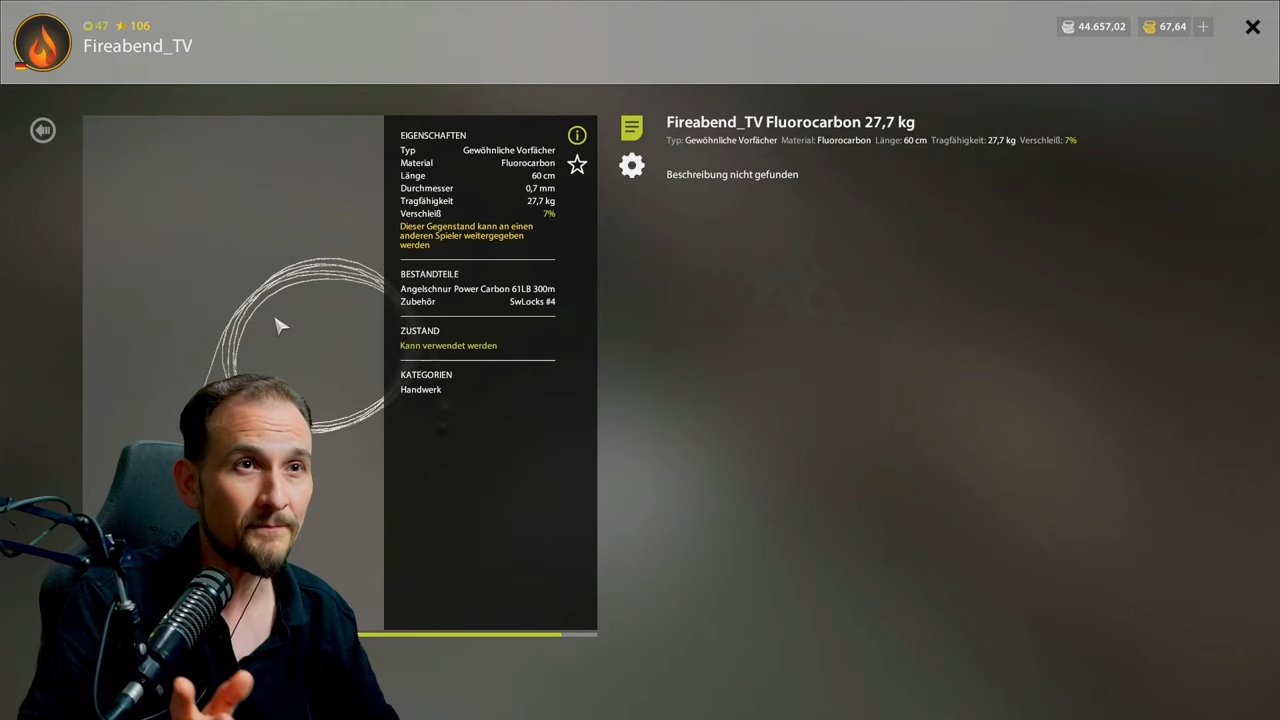 47 106
Fireabend_TV
44.657,02 67,64
EIGENSCHAFTEN
Typ Gewöhnliche Vorfächer
Material Fluorocarbon
Länge 60 cm
Durchmesser 0,7 mm
Tragfähigkeit 27,7 kg
Verschleiß 7%
Dieser Gegenstand kann an einen
anderen Spieler weitergegeben
werden
BESTANDTEILE
Angelschnur Power Carbon 61LB 300m
Zubehör SwLocks #4
ZUSTAND
Kann verwendet werden
KATEGORIEN
Handwerk
Fireabend_TV Fluorocarbon 27,7 kg
Typ: Gewöhnliche Vorfächer Material: Fluorocarbon Länge: 60 cm Tragfähigkeit: 27,7 kg Verschleiß: 7%
Beschreibung nicht gefunden